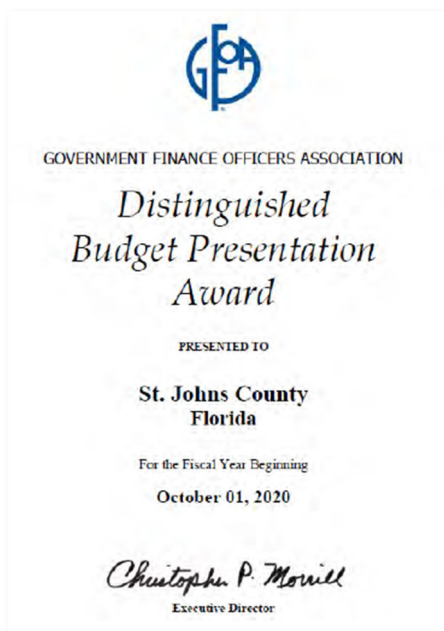 GFOA
GOVERNMENT FINANCE OFFICERS ASSOCIATION
Distinguished
Budget Presentation
Award
PRESENTED TO
St. Johns County
Florida
For the Fiscal Year Beginning
October 01, 2020
Christopher P. Morrill
Executive Director